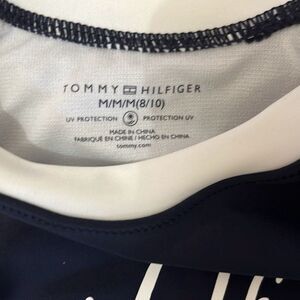 TOMMY HILFIGER
M/M/M(8/10)
UV PROTECTION PROTECTION UV
MADE IN CHINA
FABRIQUÉ EN CHINE / HECHO EN CHINA
tommy.com